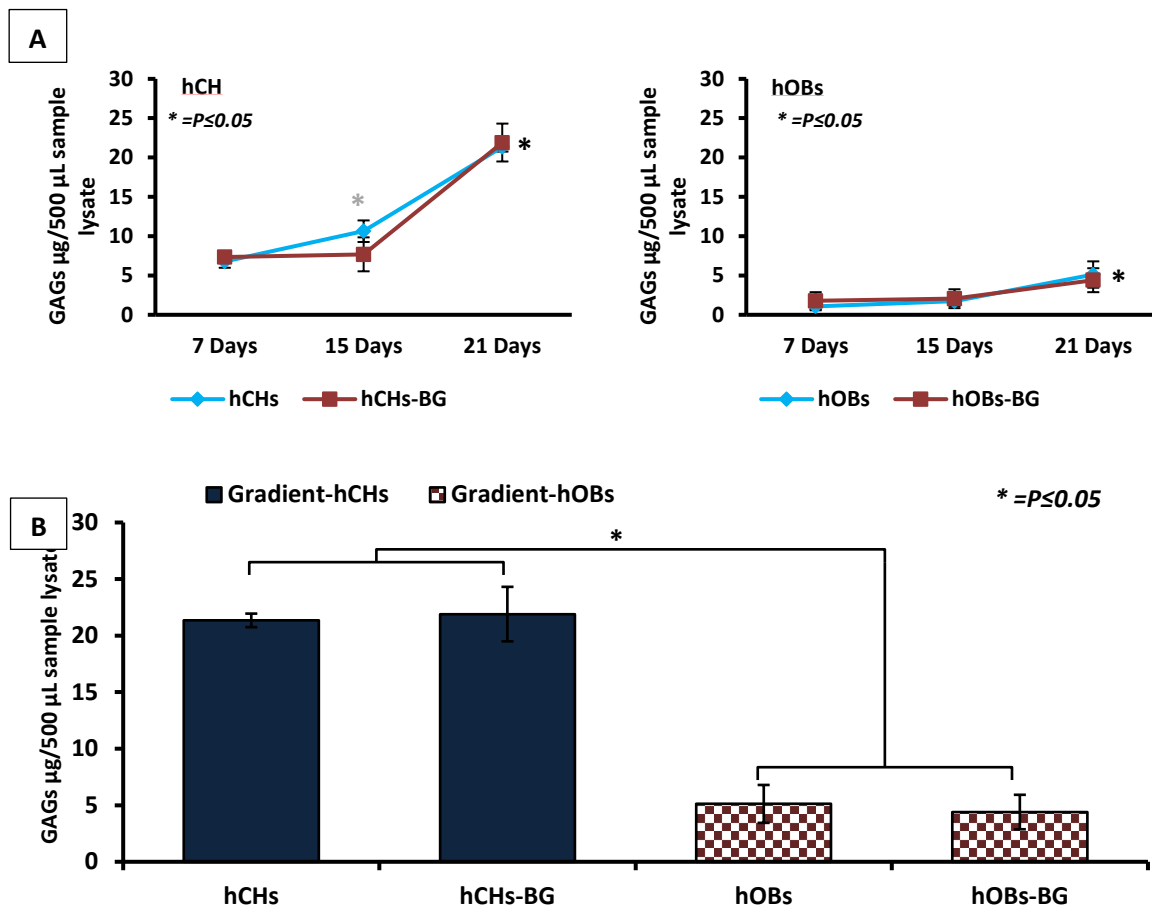 A
hCH
* =P≤0.05
GAGs µg/500 µL sample
lysate
30
25
20
15
10
5
0
*
*
7 Days 15 Days 21 Days
hCHs hCHs-BG
hOBs
* =P≤0.05
GAGs µg/500 µL sample
lysate
30
25
20
15
10
5
0
*
7 Days 15 Days 21 Days
hOBs hOBs-BG
B
Gradient-hCHs Gradient-hOBs
* =P≤0.05
GAGs µg/500 µL sample lysate
30
25
20
15
10
5
0
*
hCHs hCHs-BG hOBs hOBs-BG